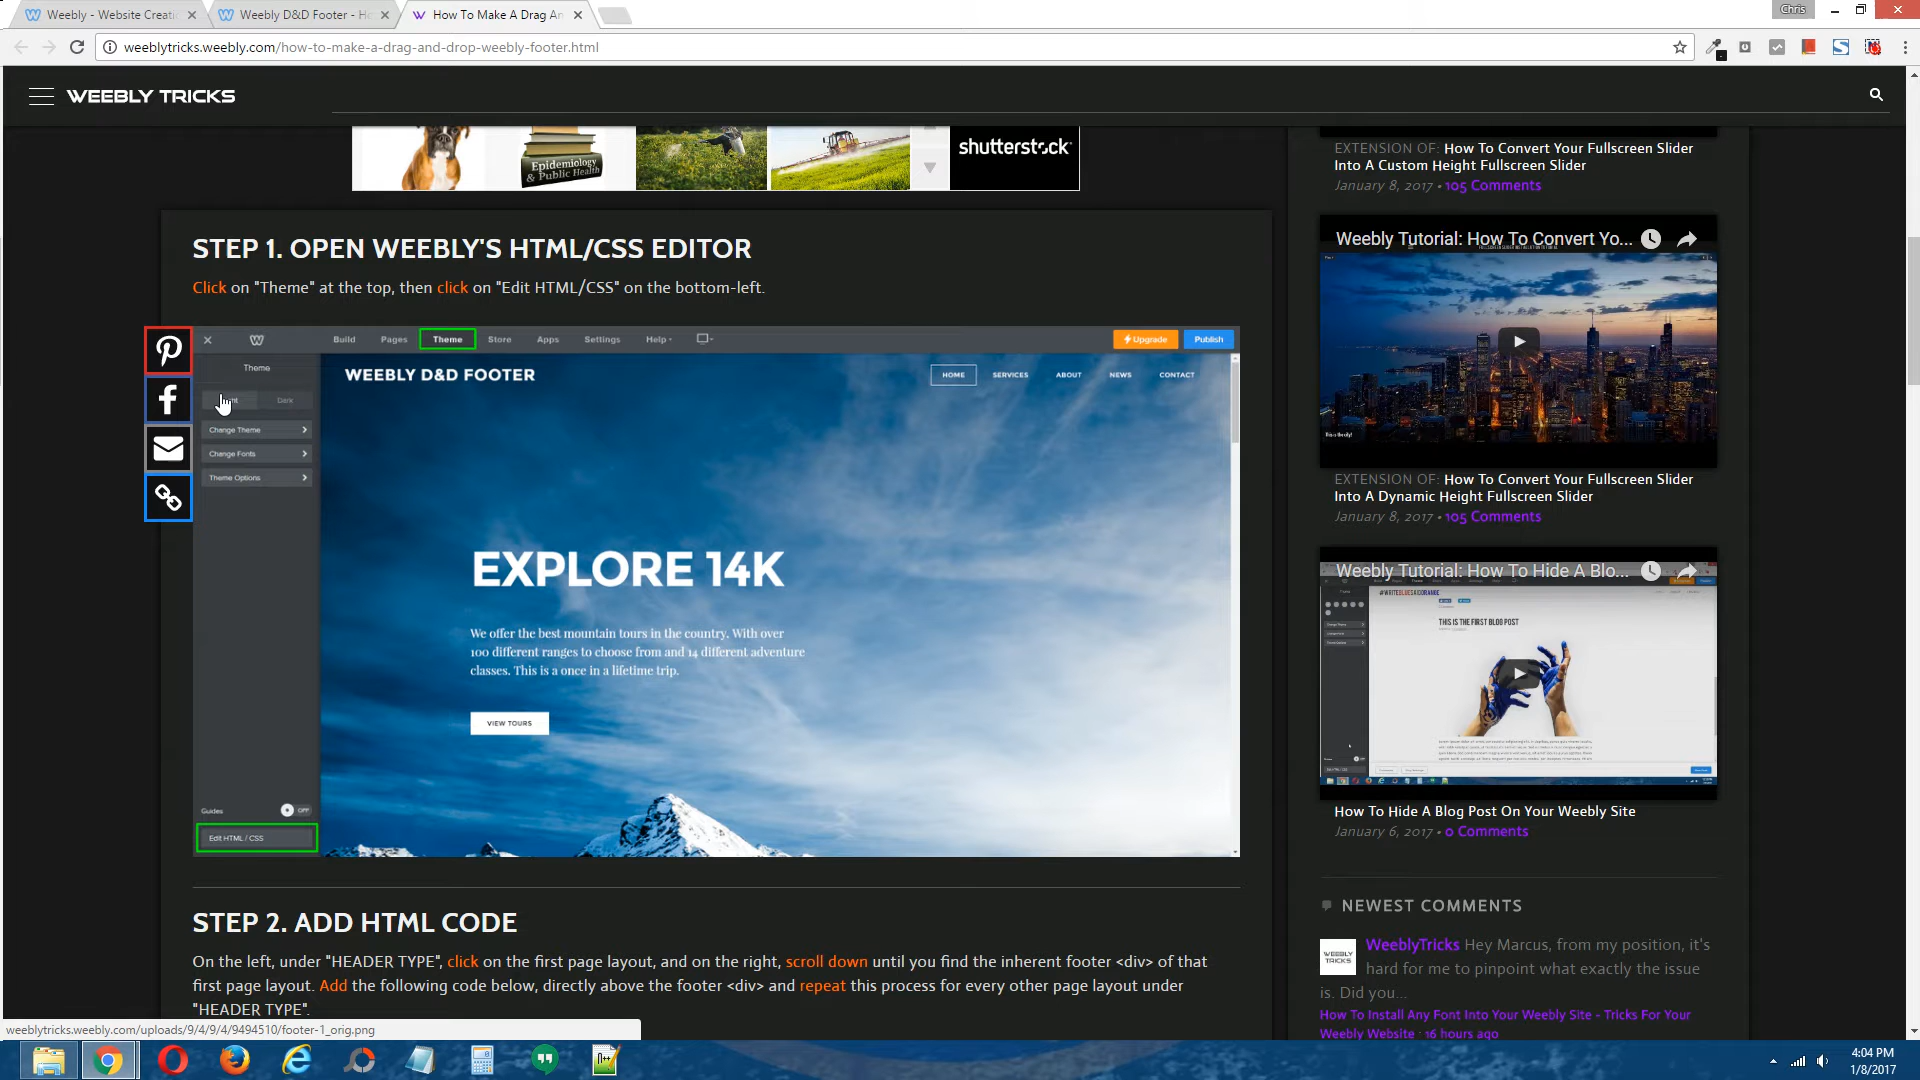 Weebly - Website Creati
Weebly D&D Footer - Ho
How To Make A Drag An
Chris
weeblytricks.weebly.com/how-to-make-a-drag-and-drop-weebly-footer.html
WEEBLY TRICKS
Epidemiology
& Public Health
shutterstock
STEP 1. OPEN WEEBLY'S HTML/CSS EDITOR
Click on "Theme" at the top, then click on "Edit HTML/CSS" on the bottom-left.
Build Pages Theme Store Apps Settings Help Upgrade Publish
Theme
Dark
Change Theme
Change Fonts
Theme Options
WEEBLY D&D FOOTER
HOME SERVICES ABOUT NEWS CONTACT
EXPLORE 14K
We offer the best mountain tours in the country. With over
100 different ranges to choose from and 14 different adventure
classes. This is a once in a lifetime trip.
VIEW TOURS
Guides OFF
Edit HTML / CSS
STEP 2. ADD HTML CODE
On the left, under "HEADER TYPE", click on the first page layout, and on the right, scroll down until you find the inherent footer <div> of that
first page layout. Add the following code below, directly above the footer <div> and repeat this process for every other page layout under
"HEADER TYPE".
EXTENSION OF: How To Convert Your Fullscreen Slider
Into A Custom Height Fullscreen Slider
January 8, 2017 • 105 Comments
Weebly Tutorial: How To Convert Yo...
This is the city!
EXTENSION OF: How To Convert Your Fullscreen Slider
Into A Dynamic Height Fullscreen Slider
January 8, 2017 • 105 Comments
Weebly Tutorial: How To Hide A Blo...
#WRITEBLUESAIDORANGE
THIS IS THE FIRST BLOG POST
How To Hide A Blog Post On Your Weebly Site
January 6, 2017 • 0 Comments
NEWEST COMMENTS
WEEBLY
TRICKS
WeeblyTricks Hey Marcus, from my position, it's
hard for me to pinpoint what exactly the issue
is. Did you...
How To Install Any Font Into Your Weebly Site - Tricks For Your
Weebly Website · 16 hours ago
weeblytricks.weebly.com/uploads/9/4/9/4/9494510/footer-1_orig.png
4:04 PM
1/8/2017